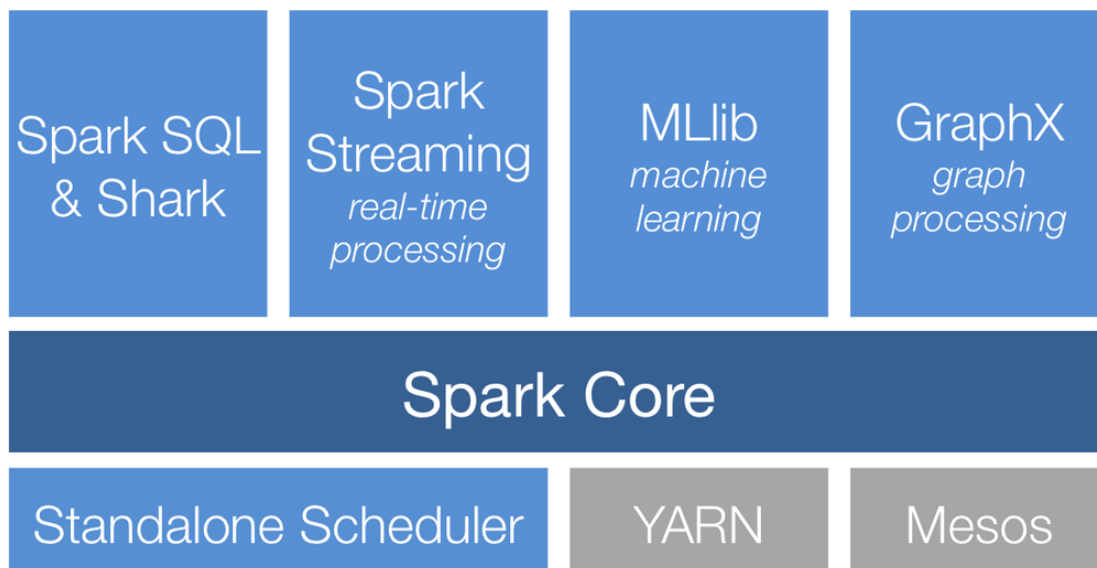 Spark SQL
& Shark
Spark
Streaming
real-time
processing
MLlib
machine
learning
GraphX
graph
processing
Spark Core
Standalone Scheduler
YARN
Mesos